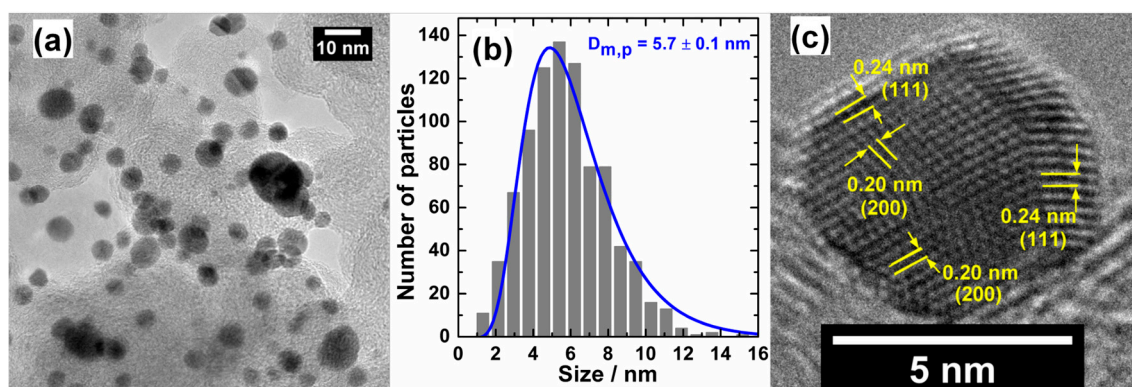 (a)
10 nm
(b)
D_m,p = 5.7 ± 0.1 nm
Number of particles
140
120
100
80
60
40
20
0
0 2 4 6 8 10 12 14 16
Size / nm
(c)
0.24 nm
(111)
0.20 nm
(200)
0.24 nm
(111)
0.20 nm
(200)
5 nm